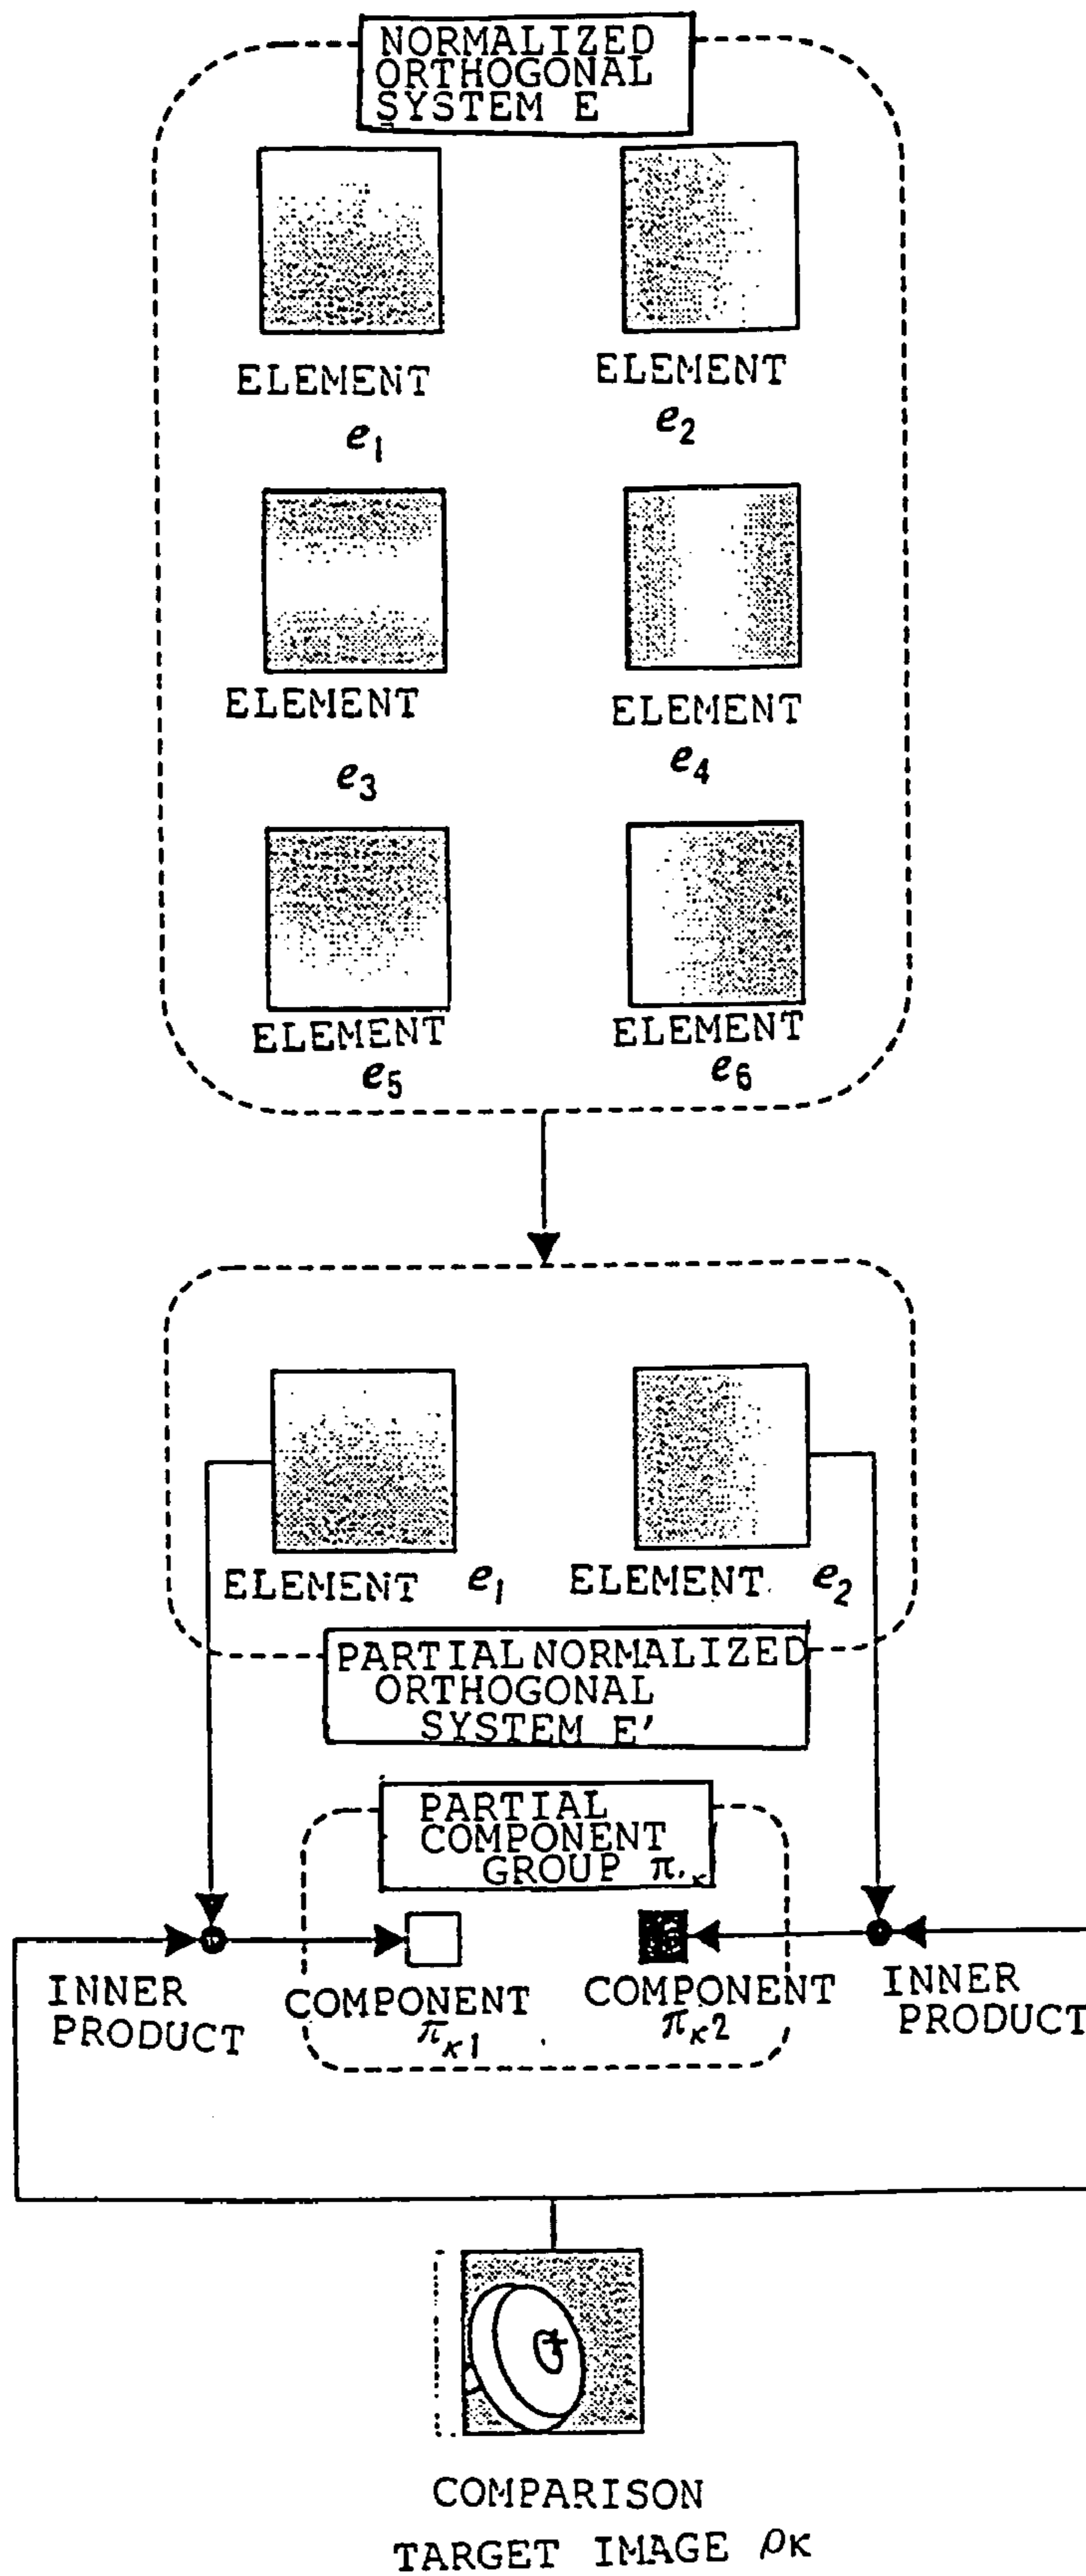 NORMALIZED
ORTHOGONAL
SYSTEM E
ELEMENT
e1
ELEMENT
e2
ELEMENT
e3
ELEMENT
e4
ELEMENT
e5
ELEMENT
e6
ELEMENT e1
ELEMENT e2
PARTIAL NORMALIZED
ORTHOGONAL
SYSTEM E'
PARTIAL
COMPONENT
GROUP π'κ
INNER
PRODUCT
COMPONENT
πκ1
COMPONENT
πκ2
INNER
PRODUCT
COMPARISON
TARGET IMAGE ρκ